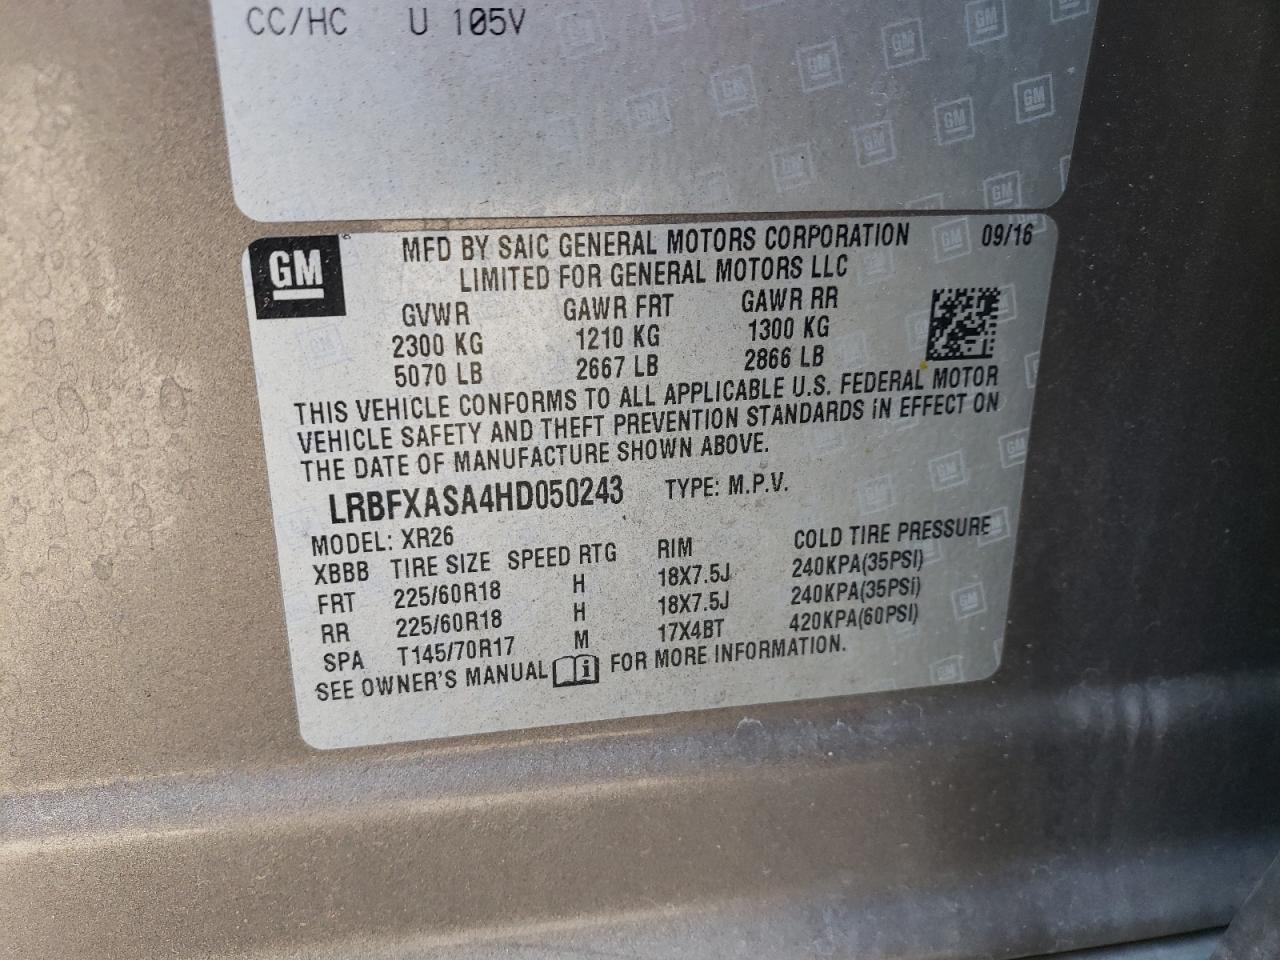 CC/HC U 105V
GM MFD BY SAIC GENERAL MOTORS CORPORATION 09/16
LIMITED FOR GENERAL MOTORS LLC
GVWR GAWR FRT GAWR RR
2300 KG 1210 KG 1300 KG
5070 LB 2667 LB 2866 LB
THIS VEHICLE CONFORMS TO ALL APPLICABLE U.S. FEDERAL MOTOR
VEHICLE SAFETY AND THEFT PREVENTION STANDARDS IN EFFECT ON
THE DATE OF MANUFACTURE SHOWN ABOVE.
LRBFXASA4HD050243 TYPE: M.P.V.
MODEL: XR26
XBBB TIRE SIZE SPEED RTG RIM COLD TIRE PRESSURE
FRT 225/60R18 H 18X7.5J 240KPA(35PSI)
RR 225/60R18 H 18X7.5J 240KPA(35PSI)
SPA T145/70R17 M 17X4BT 420KPA(60PSI)
SEE OWNER'S MANUAL i FOR MORE INFORMATION.